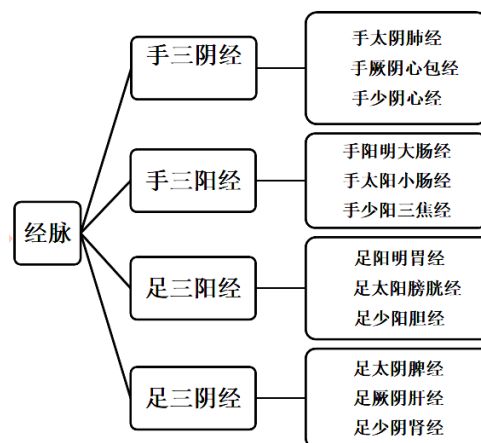 经脉
手三阴经
手太阴肺经
手厥阴心包经
手少阴心经
手三阳经
手阳明大肠经
手太阳小肠经
手少阳三焦经
足三阳经
足阳明胃经
足太阳膀胱经
足少阳胆经
足三阴经
足太阴脾经
足厥阴肝经
足少阴肾经